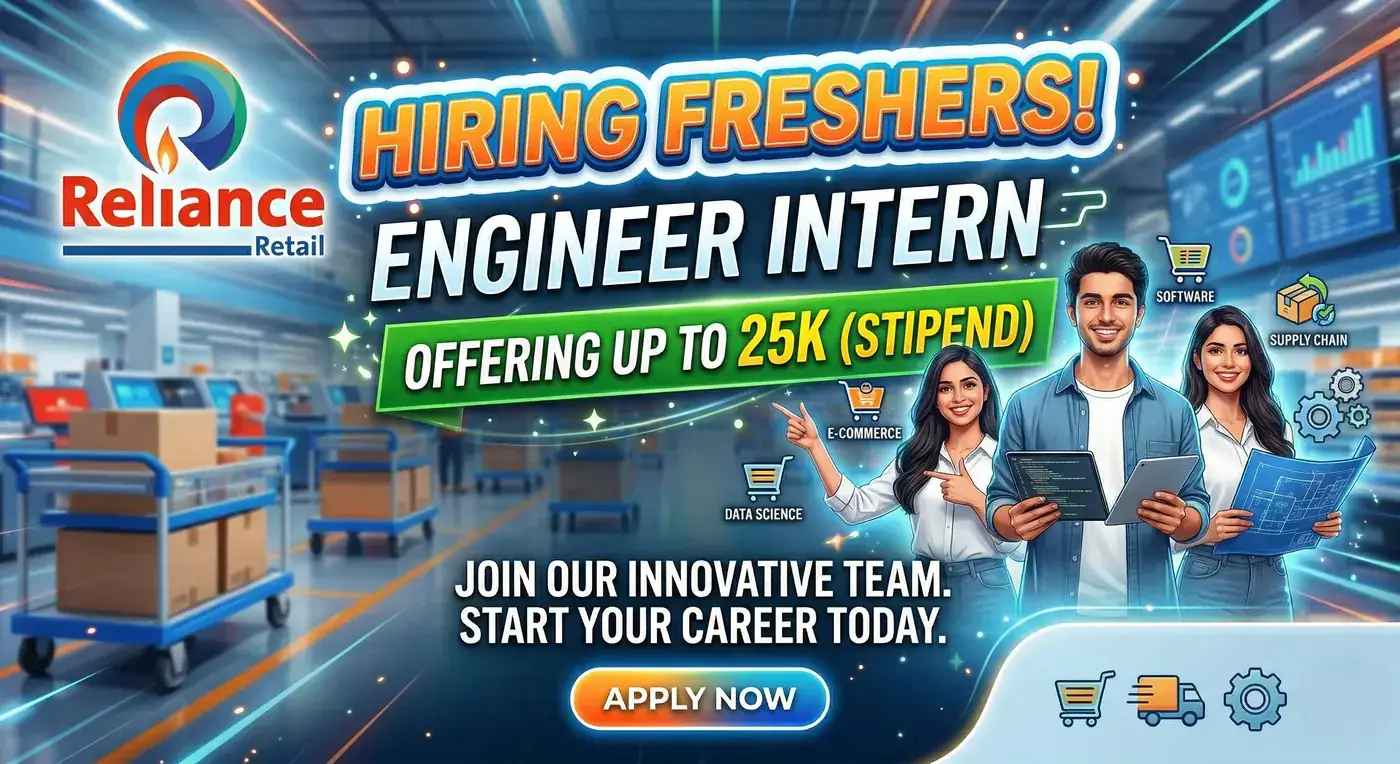 Reliance
Retail
HIRING FRESHERS!
ENGINEER INTERN
OFFERING UP TO 25K (STIPEND)
SOFTWARE
SUPPLY CHAIN
E-COMMERCE
DATA SCIENCE
JOIN OUR INNOVATIVE TEAM.
START YOUR CAREER TODAY.
APPLY NOW